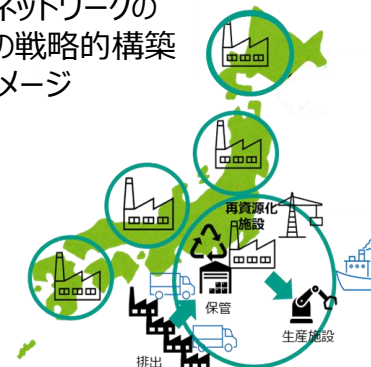 ネットワークの
の戦略的構築
メージ
再資源化
施設
保管
生産施設
排出